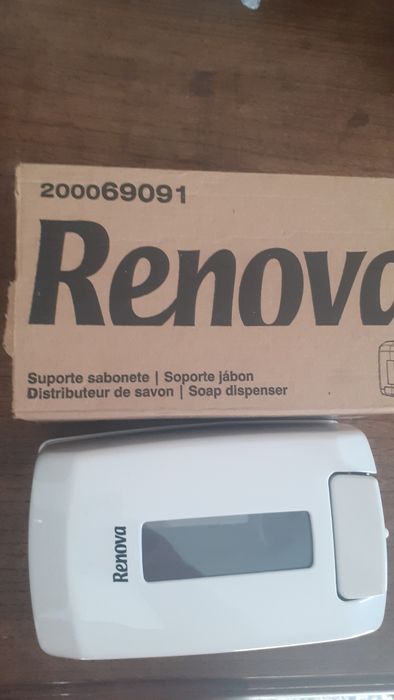 200069091
Renova
Suporte sabonete | Soporte jábon
Distributeur de savon | Soap dispenser
Renova